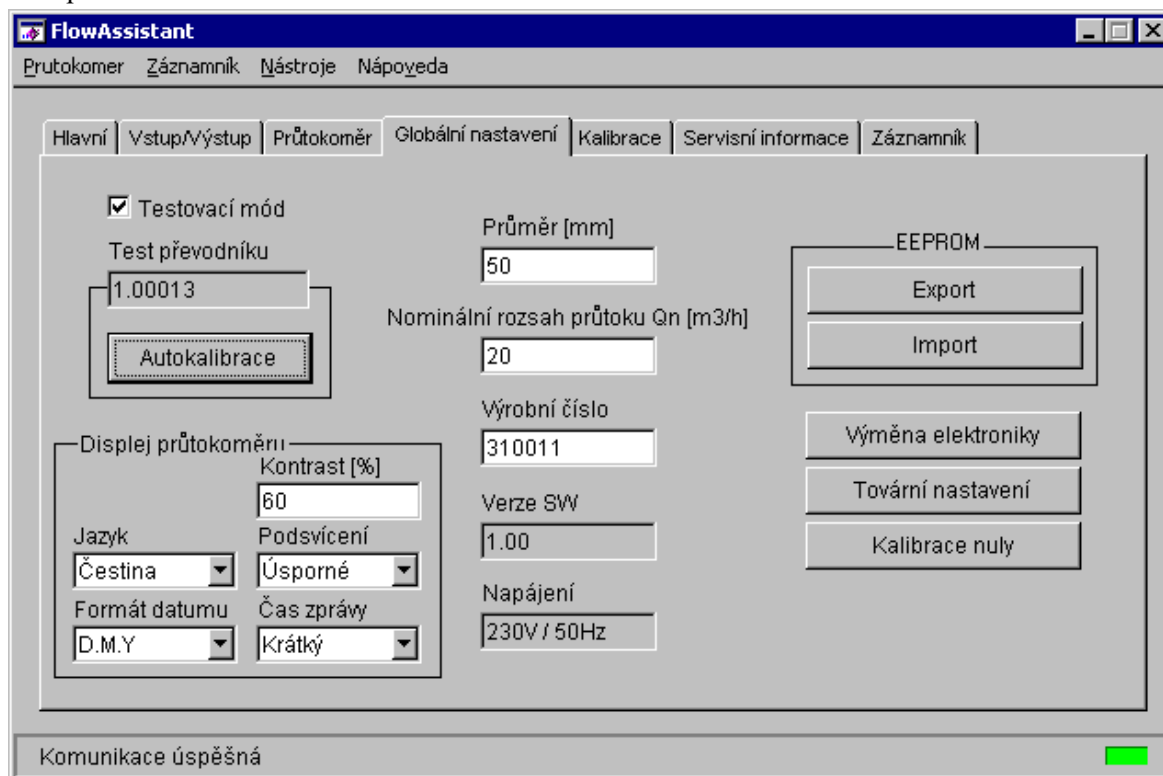 FlowAssistant
Prutokomer Záznamník Nástroje Nápoveda
Hlavní Vstup/Výstup Průtokoměr Globální nastavení Kalibrace Servisní informace Záznamník
Testovací mód
Test převodníku
1.00013
Autokalibrace
Displej průtokoměru
Kontrast [%]
60
Jazyk Podsvícení
Čestina Úsporné
Formát datumu Čas zprávy
D.M.Y Krátký
Průměr [mm]
50
Nominální rozsah průtoku Qn [m3/h]
20
Výrobní číslo
310011
Verze SW
1.00
Napájení
230V / 50Hz
EEPROM
Export
Import
Výměna elektroniky
Tovární nastavení
Kalibrace nuly
Komunikace úspěšná